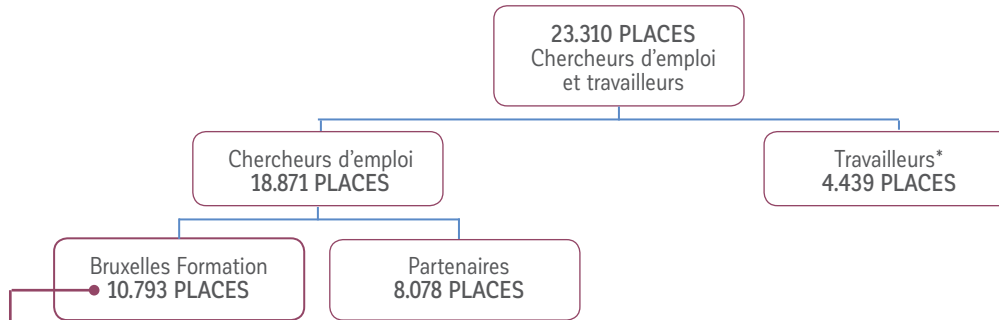 23.310 PLACES
Chercheurs d'emploi
et travailleurs
Chercheurs d'emploi
18.871 PLACES
Travailleurs*
4.439 PLACES
Bruxelles Formation
10.793 PLACES
Partenaires
8.078 PLACES